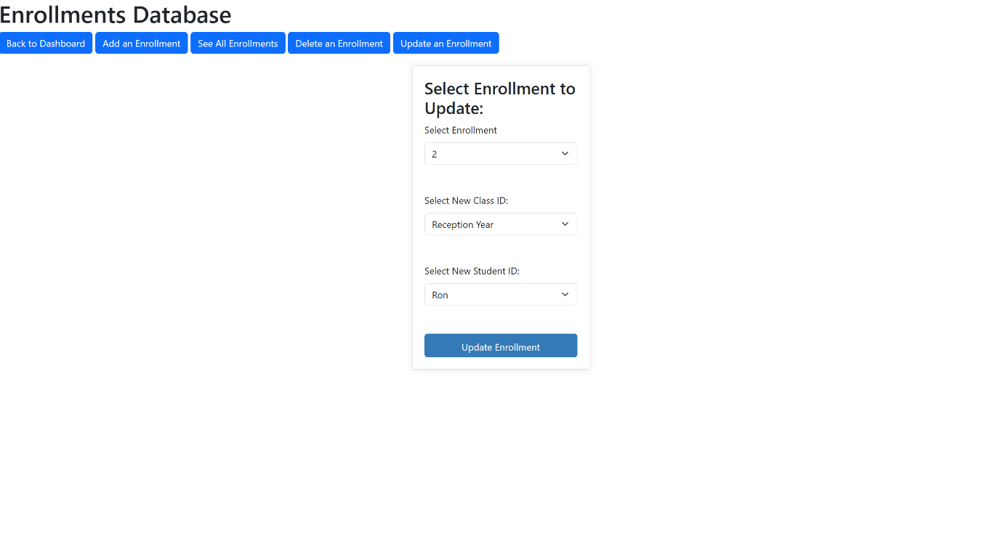 Enrollments Database
Back to Dashboard Add an Enrollment See All Enrollments Delete an Enrollment Update an Enrollment
Select Enrollment to
Update:
Select Enrollment
2
Select New Class ID:
Reception Year
Select New Student ID:
Ron
Update Enrollment